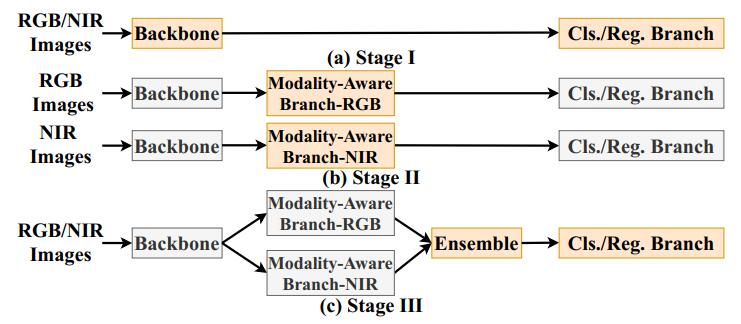 RGB/NIR
Images
Backbone
Cls./Reg. Branch
(a) Stage I
RGB
Images
Backbone
Modality-Aware
Branch-RGB
Cls./Reg. Branch
NIR
Images
Backbone
Modality-Aware
Branch-NIR
Cls./Reg. Branch
(b) Stage II
RGB/NIR
Images
Backbone
Modality-Aware
Branch-RGB
Modality-Aware
Branch-NIR
Ensemble
Cls./Reg. Branch
(c) Stage III